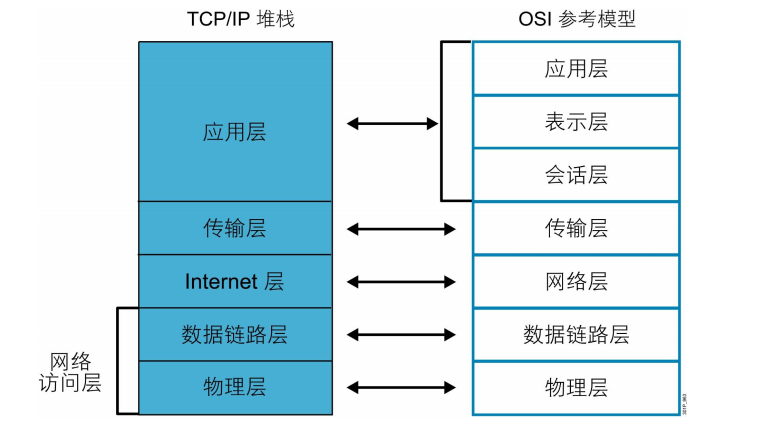 TCP/IP 堆栈
OSI 参考模型
应用层
传输层
Internet 层
数据链路层
物理层
网络
访问层
应用层
表示层
会话层
传输层
网络层
数据链路层
物理层